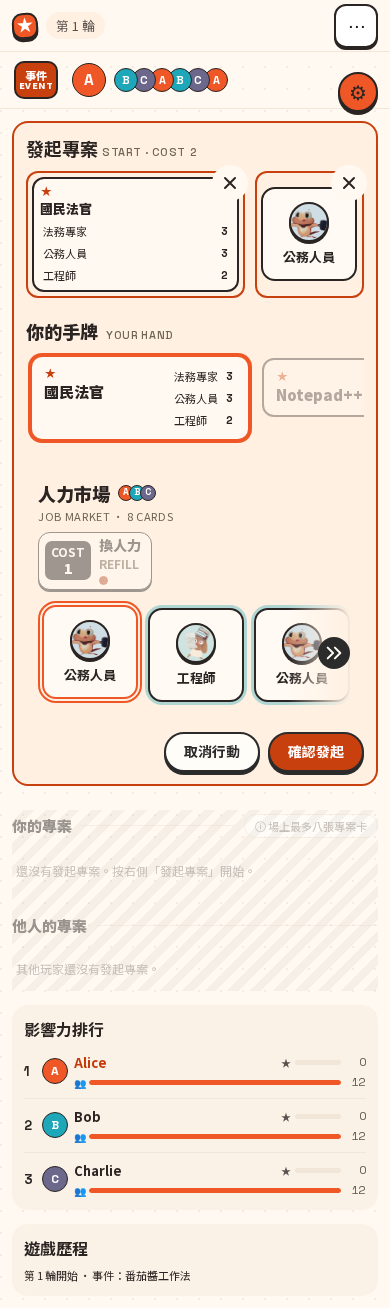 第 1 輪
事件
EVENT
A
B C A B C A
發起專案 START · COST 2
國民法官
法務專家 3
公務人員 3
工程師 2
公務人員
你的手牌 YOUR HAND
國民法官
法務專家 3
公務人員 3
工程師 2
Notepad++
人力市場 A B C
JOB MARKET · 8 CARDS
COST
1
換人力
REFILL
公務人員
工程師
公務人員
取消行動
確認發起
你的專案
場上最多八張專案卡
還沒有發起專案。按右側「發起專案」開始。
他人的專案
其他玩家還沒有發起專案。
影響力排行
1 A Alice ★ 0
12
2 B Bob ★ 0
12
3 C Charlie ★ 0
12
遊戲歷程
第 1 輪開始 · 事件：番茄醬工作法